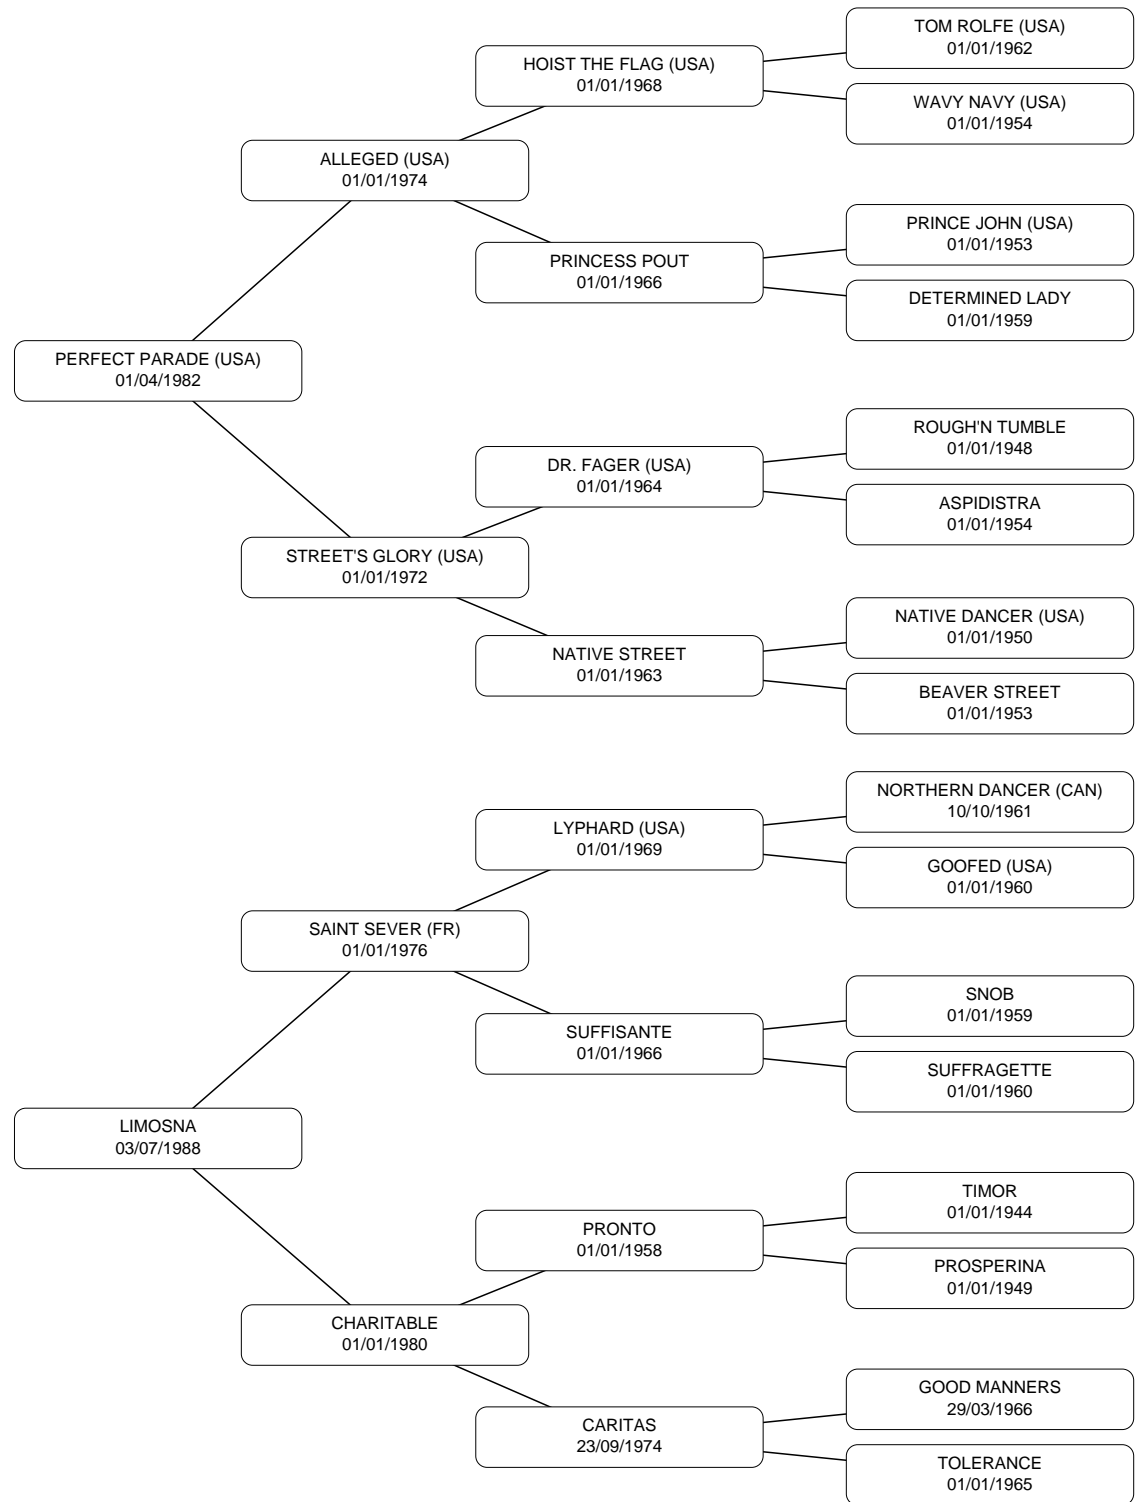 TOM ROLFE (USA)
01/01/1962
HOIST THE FLAG (USA)
01/01/1968
WAVY NAVY (USA)
01/01/1954
ALLEGED (USA)
01/01/1974
PRINCE JOHN (USA)
01/01/1953
PRINCESS POUT
01/01/1966
DETERMINED LADY
01/01/1959
PERFECT PARADE (USA)
01/04/1982
ROUGH'N TUMBLE
01/01/1948
DR. FAGER (USA)
01/01/1964
ASPIDISTRA
01/01/1954
STREET'S GLORY (USA)
01/01/1972
NATIVE DANCER (USA)
01/01/1950
NATIVE STREET
01/01/1963
BEAVER STREET
01/01/1953
NORTHERN DANCER (CAN)
10/10/1961
LYPHARD (USA)
01/01/1969
GOOFED (USA)
01/01/1960
SAINT SEVER (FR)
01/01/1976
SNOB
01/01/1959
SUFFISANTE
01/01/1966
SUFFRAGETTE
01/01/1960
LIMOSNA
03/07/1988
TIMOR
01/01/1944
PRONTO
01/01/1958
PROSPERINA
01/01/1949
CHARITABLE
01/01/1980
GOOD MANNERS
29/03/1966
CARITAS
23/09/1974
TOLERANCE
01/01/1965